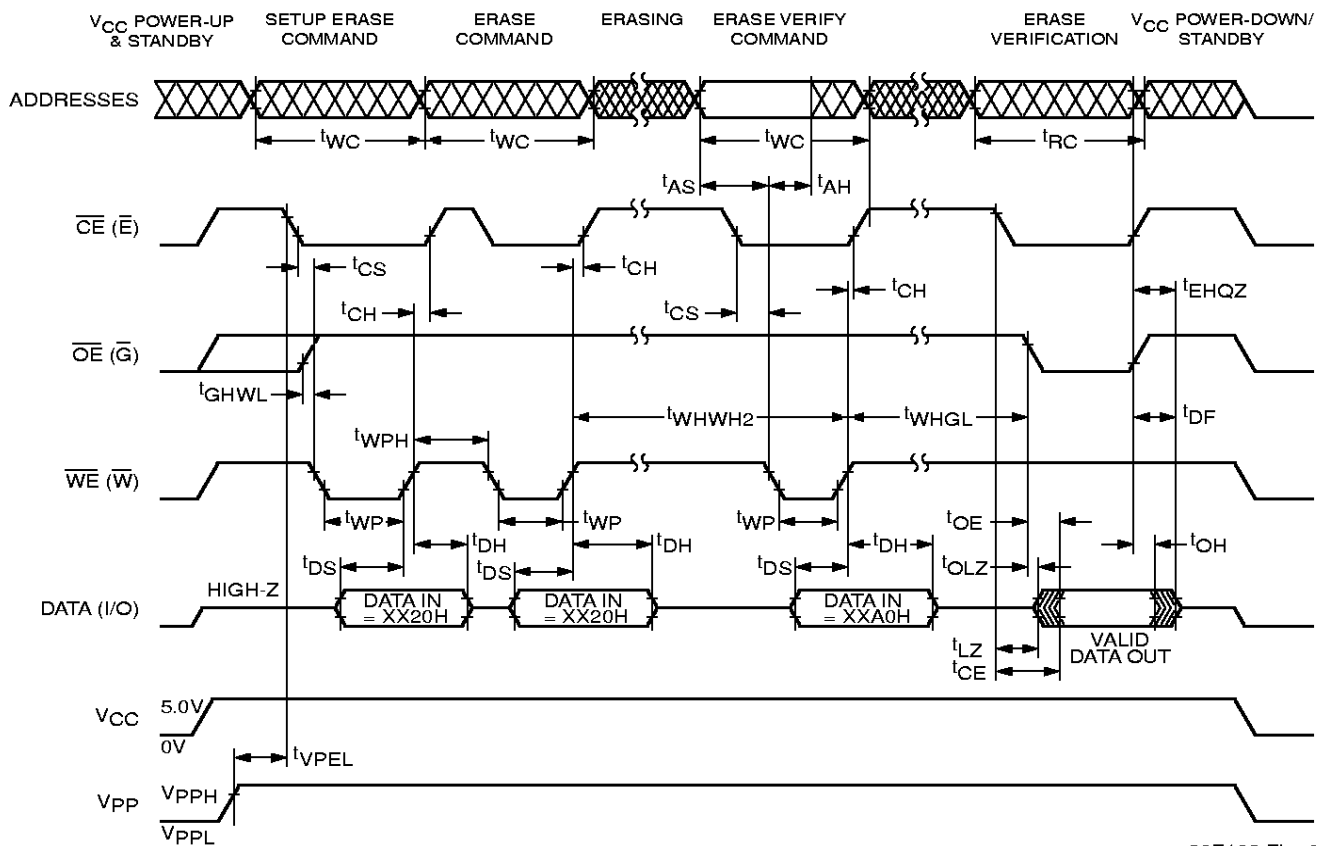 VCC POWER-UP
& STANDBY
SETUP ERASE
COMMAND
ERASE
COMMAND
ERASING
ERASE VERIFY
COMMAND
ERASE
VERIFICATION
VCC POWER-DOWN/
STANDBY
ADDRESSES
tWC
tWC
tWC
tRC
tAS
tAH
CE (E)
tCS
tCH
tCH
tCS
tCH
tEHQZ
OE (G)
tGHWL
tWHWH2
tWHGL
tDF
tWPH
WE (W)
tWP
tWP
tWP
tOE
tDH
tDH
tDH
tOH
tDS
tDS
tDS
tOLZ
HIGH-Z
DATA (I/O)
DATA IN
= XX20H
DATA IN
= XX20H
DATA IN
= XXA0H
VALID
DATA OUT
tLZ
tCE
VCC
5.0V
0V
tVPEL
VPP
VPPH
VPPL